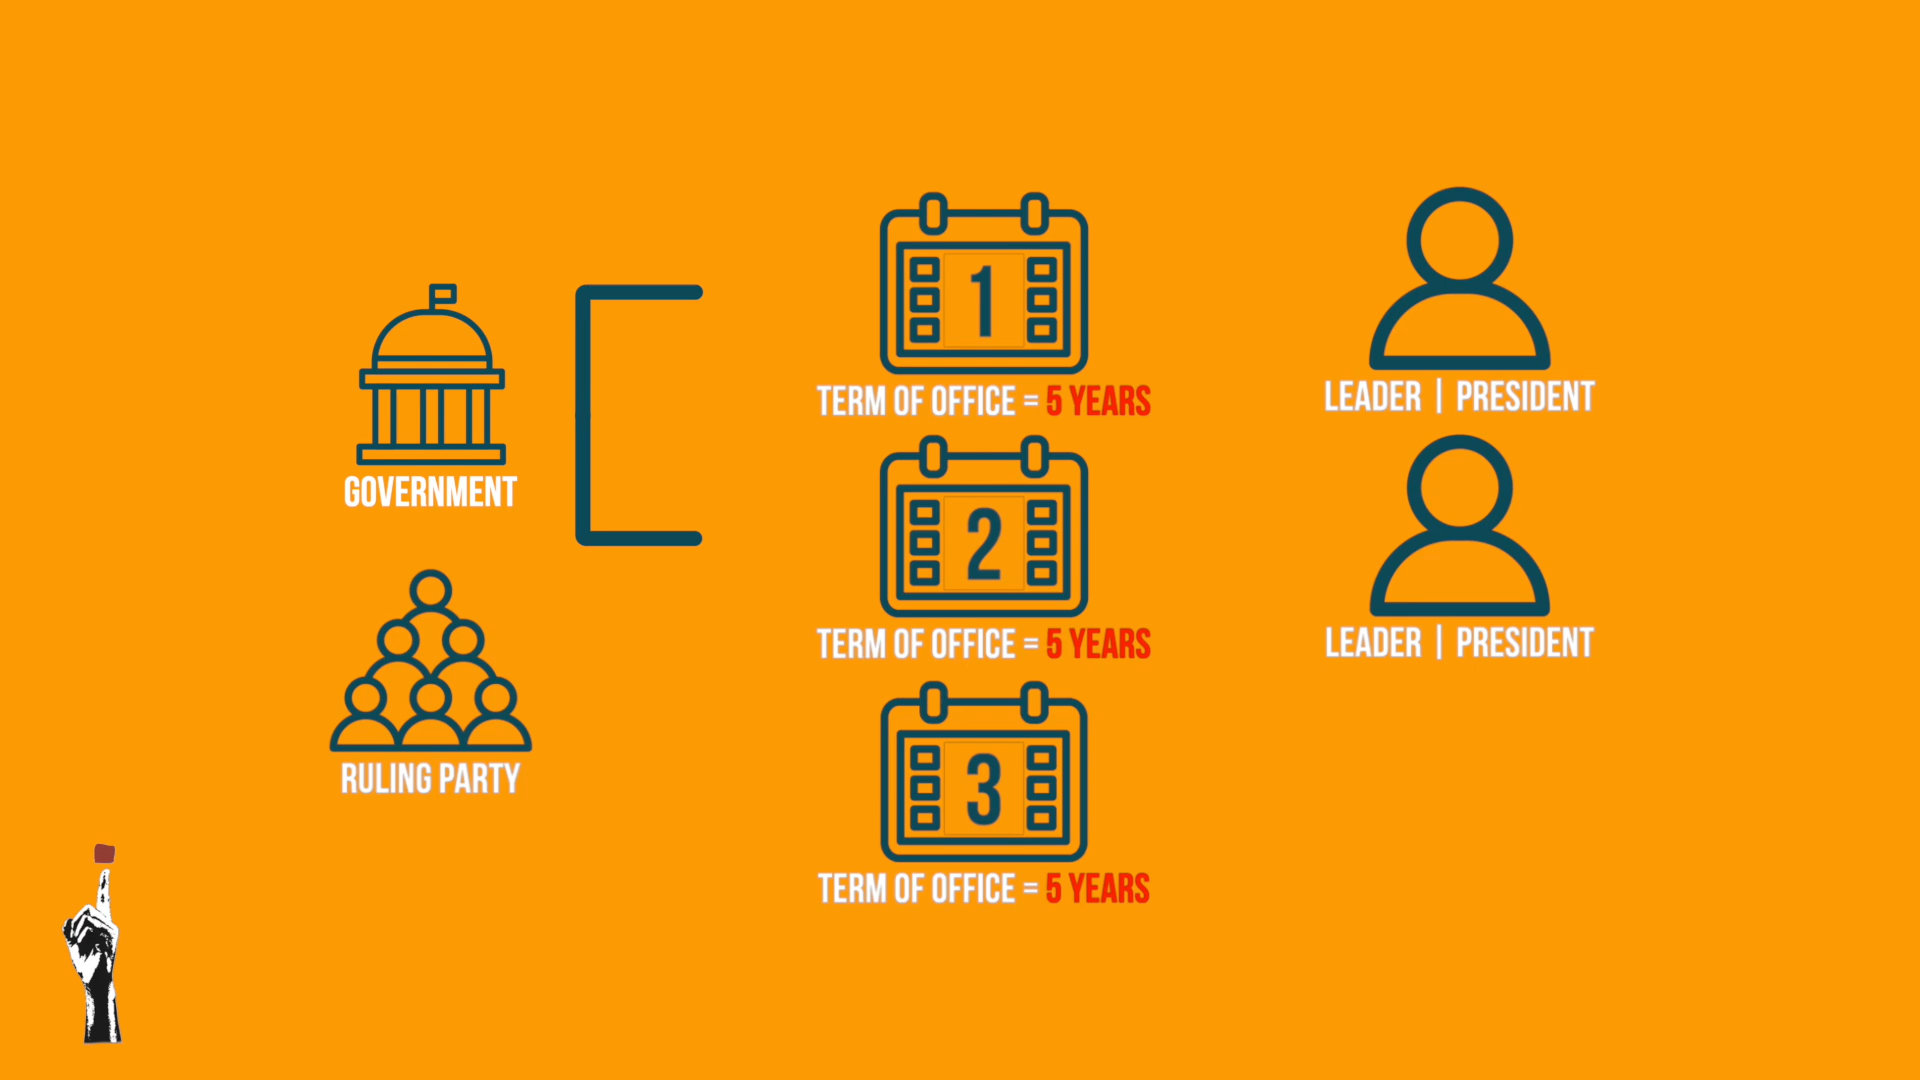 GOVERNMENT
RULING PARTY
1
TERM OF OFFICE = 5 YEARS
2
TERM OF OFFICE = 5 YEARS
3
TERM OF OFFICE = 5 YEARS
LEADER | PRESIDENT
LEADER | PRESIDENT